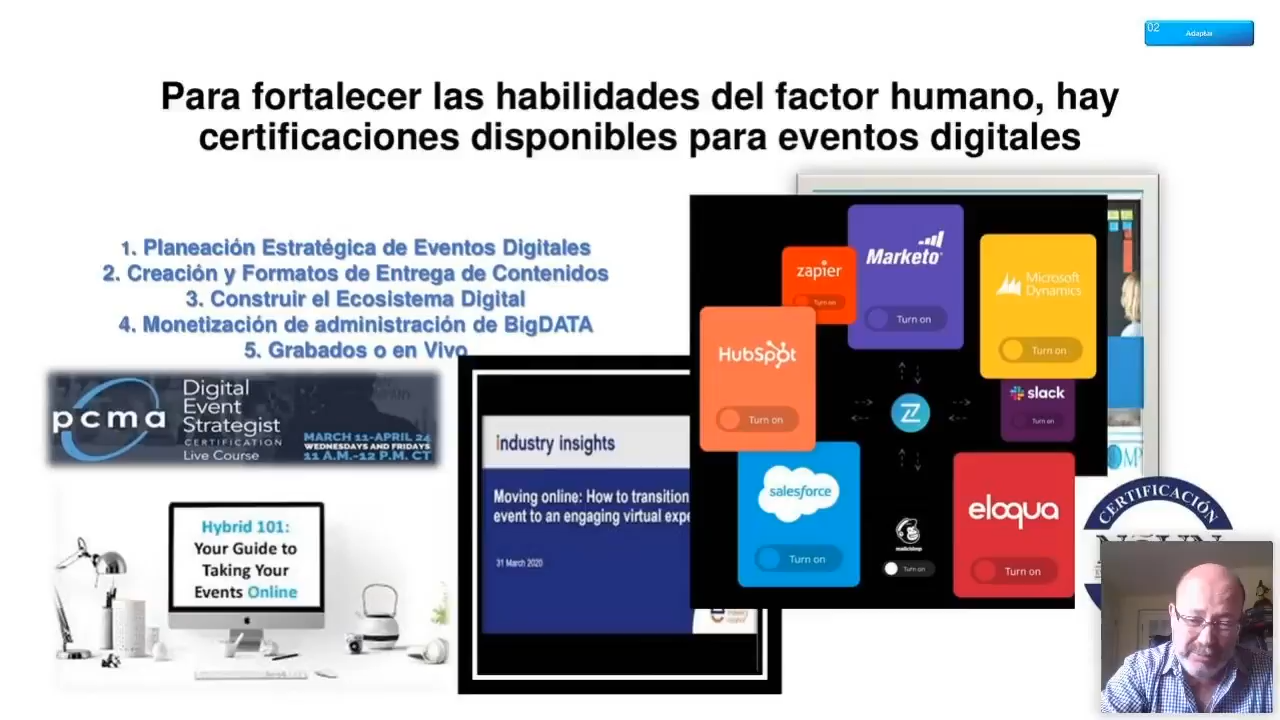 02
Adaptar
Para fortalecer las habilidades del factor humano, hay
certificaciones disponibles para eventos digitales
1. Planeación Estratégica de Eventos Digitales
2. Creación y Formatos de Entrega de Contenidos
3. Construir el Ecosistema Digital
4. Monetización de administración de BigDATA
5. Grabados o en Vivo
pcma
Digital
Event
Strategist
CERTIFICATION
Live Course
MARCH 11-APRIL 24
WEDNESDAYS AND FRIDAYS
11 A.M.-12 P.M. CT
Hybrid 101:
Your Guide to
Taking Your
Events Online
industry insights
Moving online: How to transition
event to an engaging virtual expe
31 March 2020
zapier
Turn on
Marketo
Turn on
Microsoft
Dynamics
Turn on
HubSpot
Turn on
slack
Turn on
salesforce
Turn on
mailchimp
Turn on
eloqua
Turn on
CERTIFICACIÓN